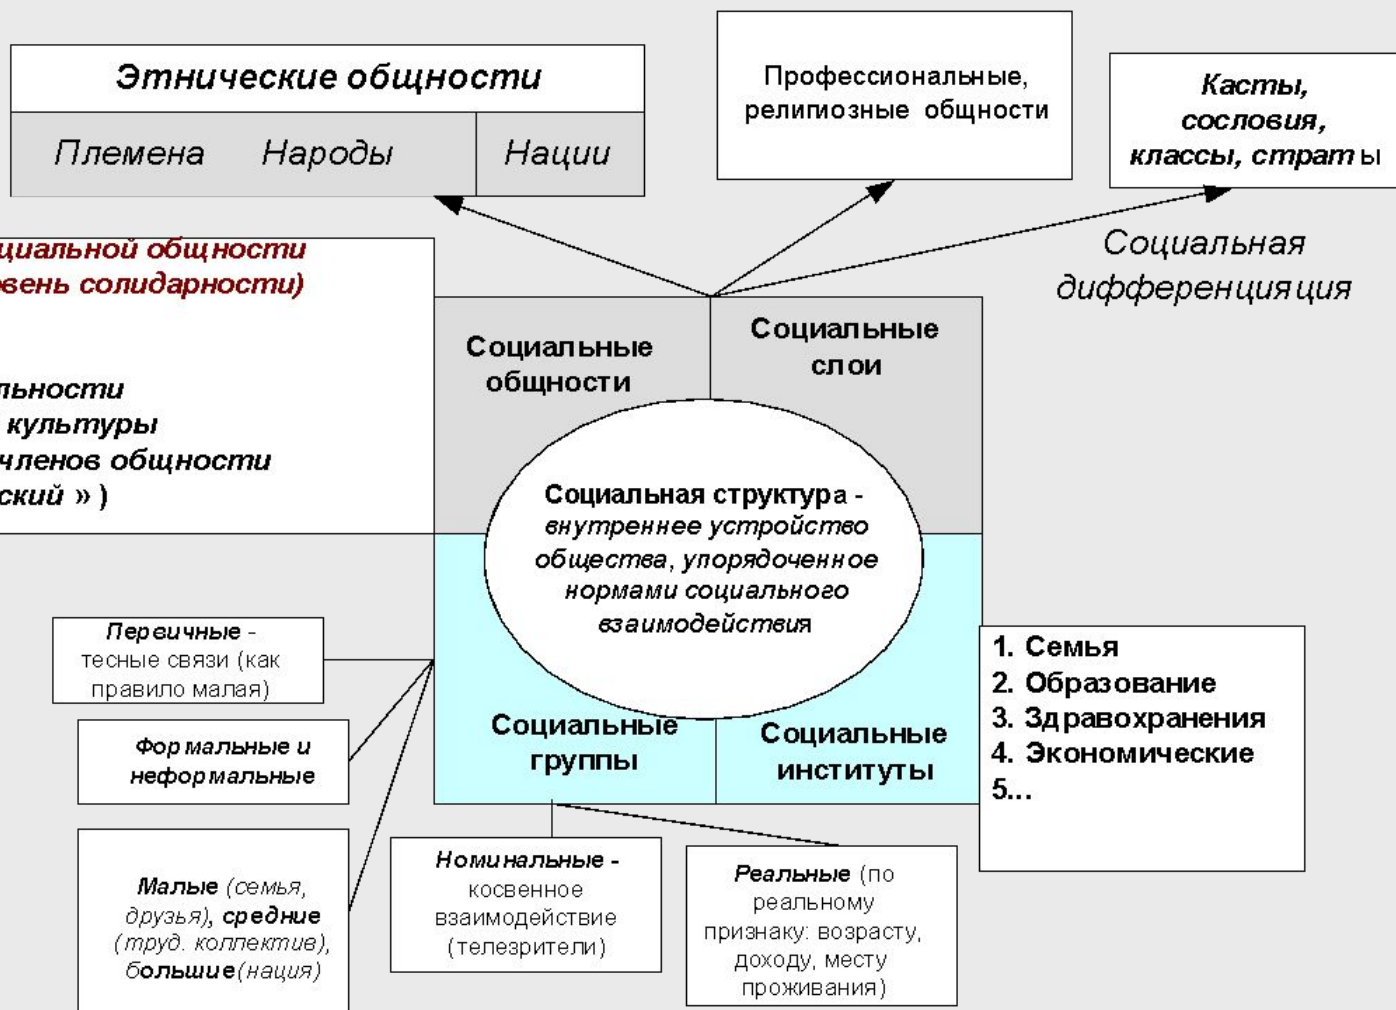 Этнические общности
Племена Народы Нации
Профессиональные,
религиозные общности
Касты,
сословия,
классы, страты
Социальная
дифференцияция
циальной общности
вень солидарности)
льности
культуры
членов общности
ский » )
Социальные
общности
Социальные
слои
Социальная структура -
внутреннее устройство
общества, упорядоченное
нормами социального
взаимодействия
Социальные
группы
Социальные
институты
Первичные -
тесные связи (как
правило малая)
Формальные и
неформальные
Малые (семья,
друзья), средние
(труд. коллектив),
большие(нация)
Номинальные -
косвенное
взаимодействие
(телезрители)
Реальные (по
реальному
признаку: возрасту,
доходу, месту
проживания)
1. Семья
2. Образование
3. Здравохранения
4. Экономические
5...